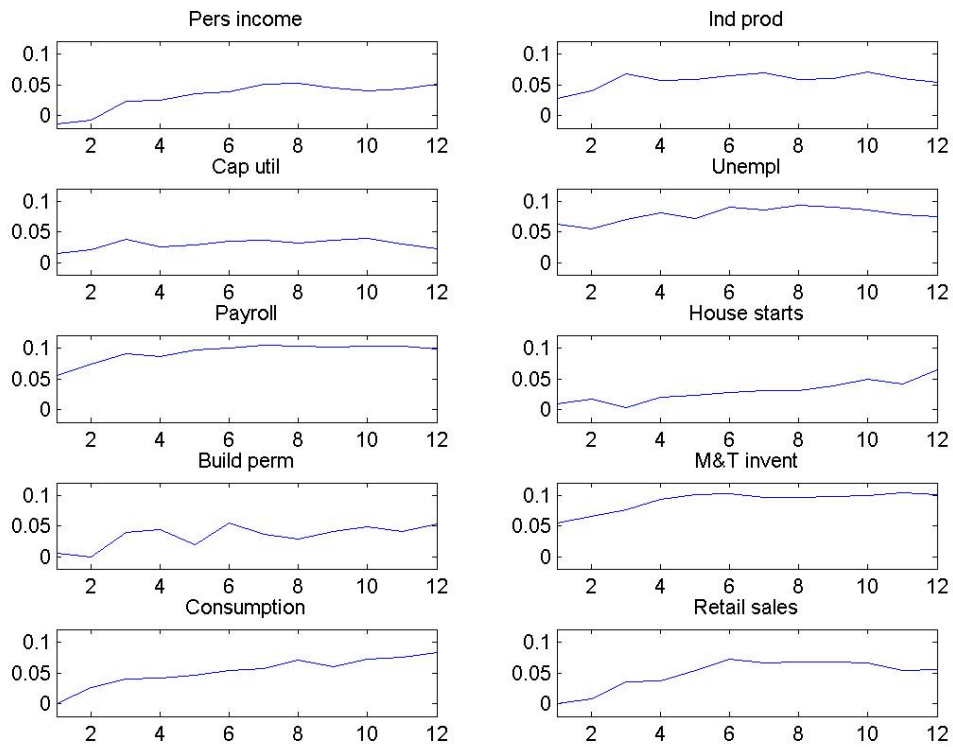 Pers income
0.1
0.05
0
2 4 6 8 10 12
Ind prod
0.1
0.05
0
2 4 6 8 10 12
Cap util
0.1
0.05
0
2 4 6 8 10 12
Unempl
0.1
0.05
0
2 4 6 8 10 12
Payroll
0.1
0.05
0
2 4 6 8 10 12
House starts
0.1
0.05
0
2 4 6 8 10 12
Build perm
0.1
0.05
0
2 4 6 8 10 12
M&T invent
0.1
0.05
0
2 4 6 8 10 12
Consumption
0.1
0.05
0
2 4 6 8 10 12
Retail sales
0.1
0.05
0
2 4 6 8 10 12